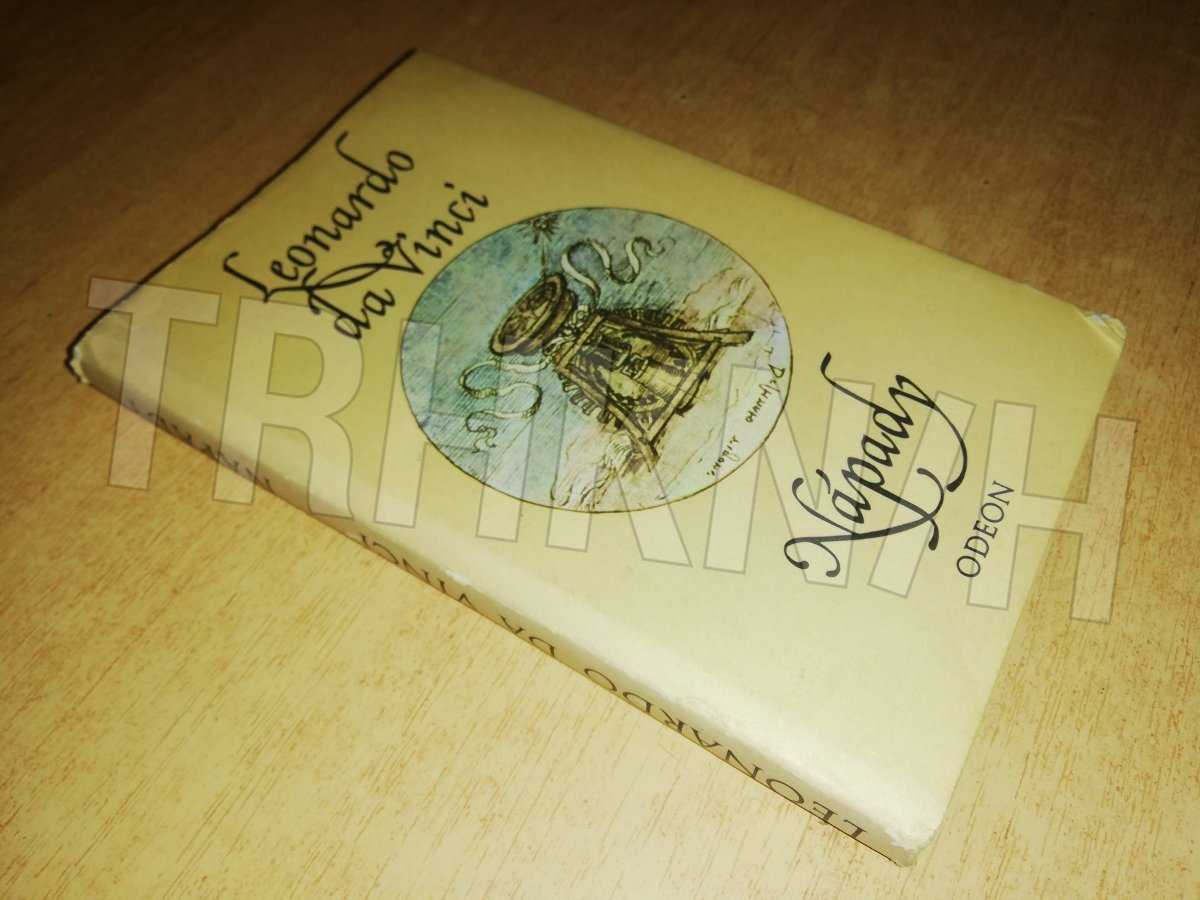 Leonardo
da Vinci
Nápady
ODEON
LEONARDO DA VINCI
TRHKNIH